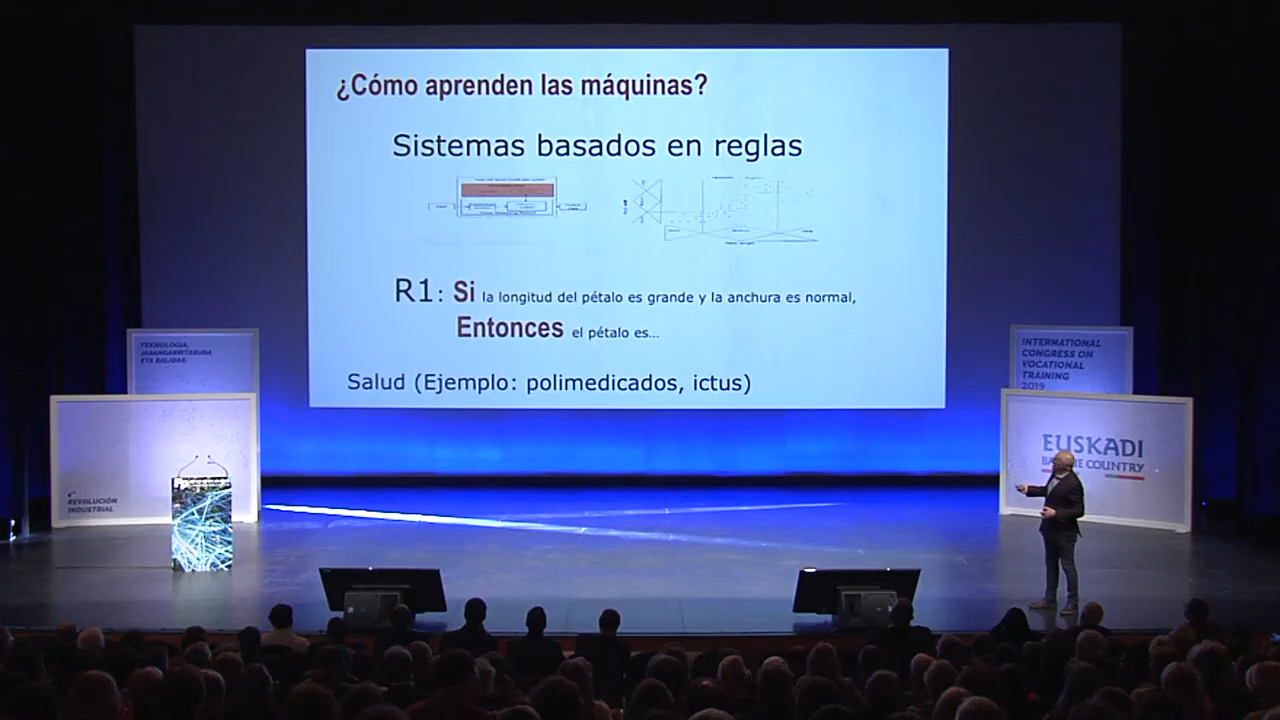 ¿Cómo aprenden las máquinas?
Sistemas basados en reglas
R1: Si la longitud del pétalo es grande y la anchura es normal,
Entonces el pétalo es...
Salud (Ejemplo: polimedicados, ictus)
TEKNOLOGIA,
JASANGARRITASUNA
ETA BALIOAK
4ª
REVOLUCIÓN
INDUSTRIAL
INTERNATIONAL
CONGRESS ON
VOCATIONAL
TRAINING
2019
EUSKADI
COUNTRY